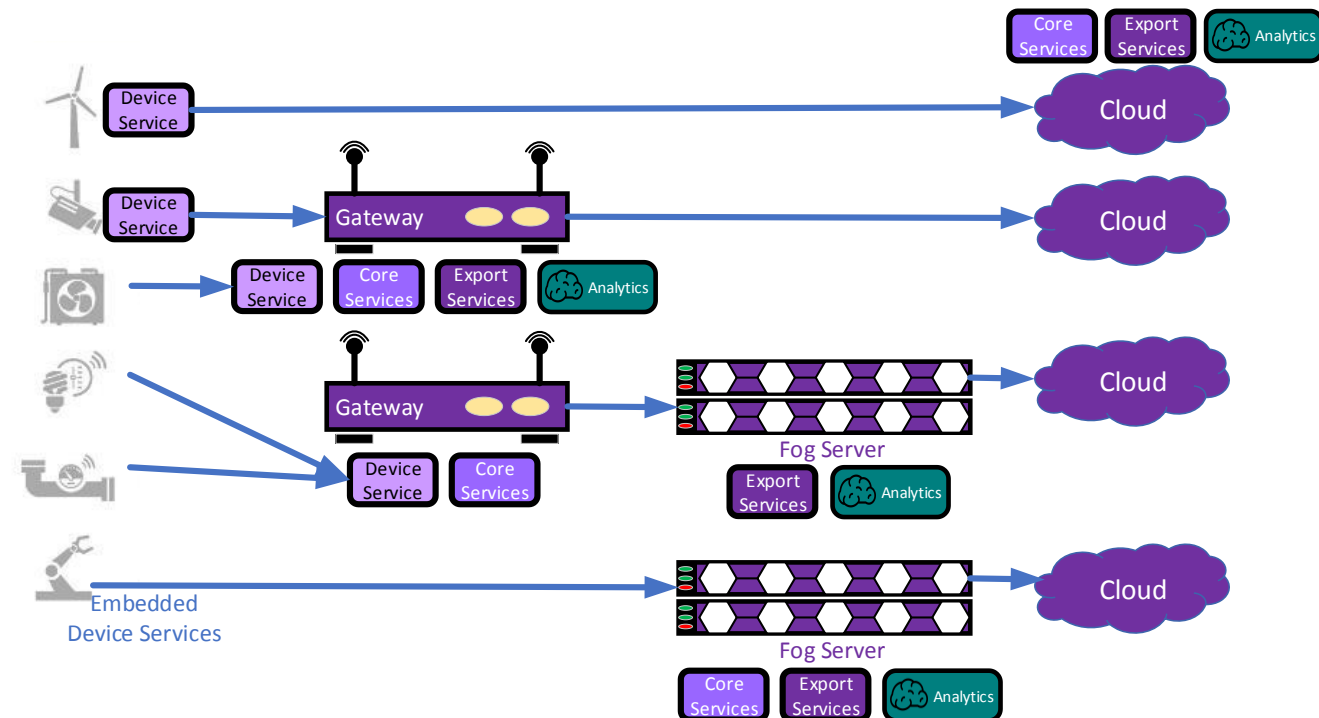 Core
Services
Export
Services
Analytics
Device
Service
Cloud
Device
Service
Gateway
Cloud
Device
Service
Core
Services
Export
Services
Analytics
Gateway
Cloud
Fog Server
Device
Service
Core
Services
Export
Services
Analytics
Embedded
Device Services
Cloud
Fog Server
Core
Services
Export
Services
Analytics